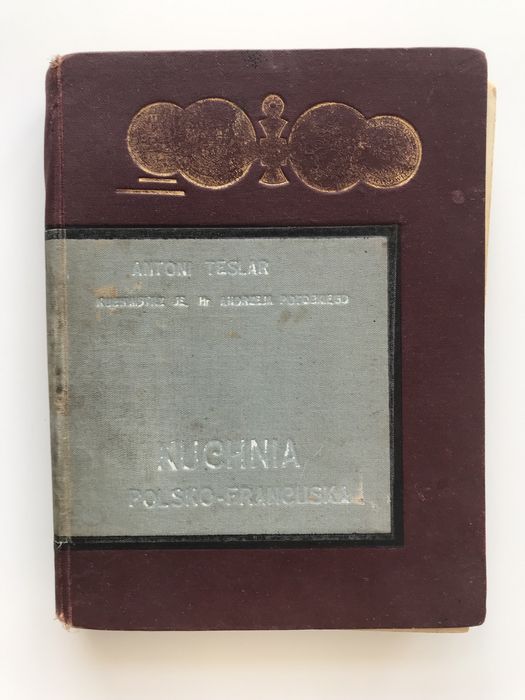 ANTONI TESLAR
KUCHMISTRZ JE. Hr ANDRZEJA POTOCKIEGO
KUCHNIA
POLSKO-FRANCUSKA